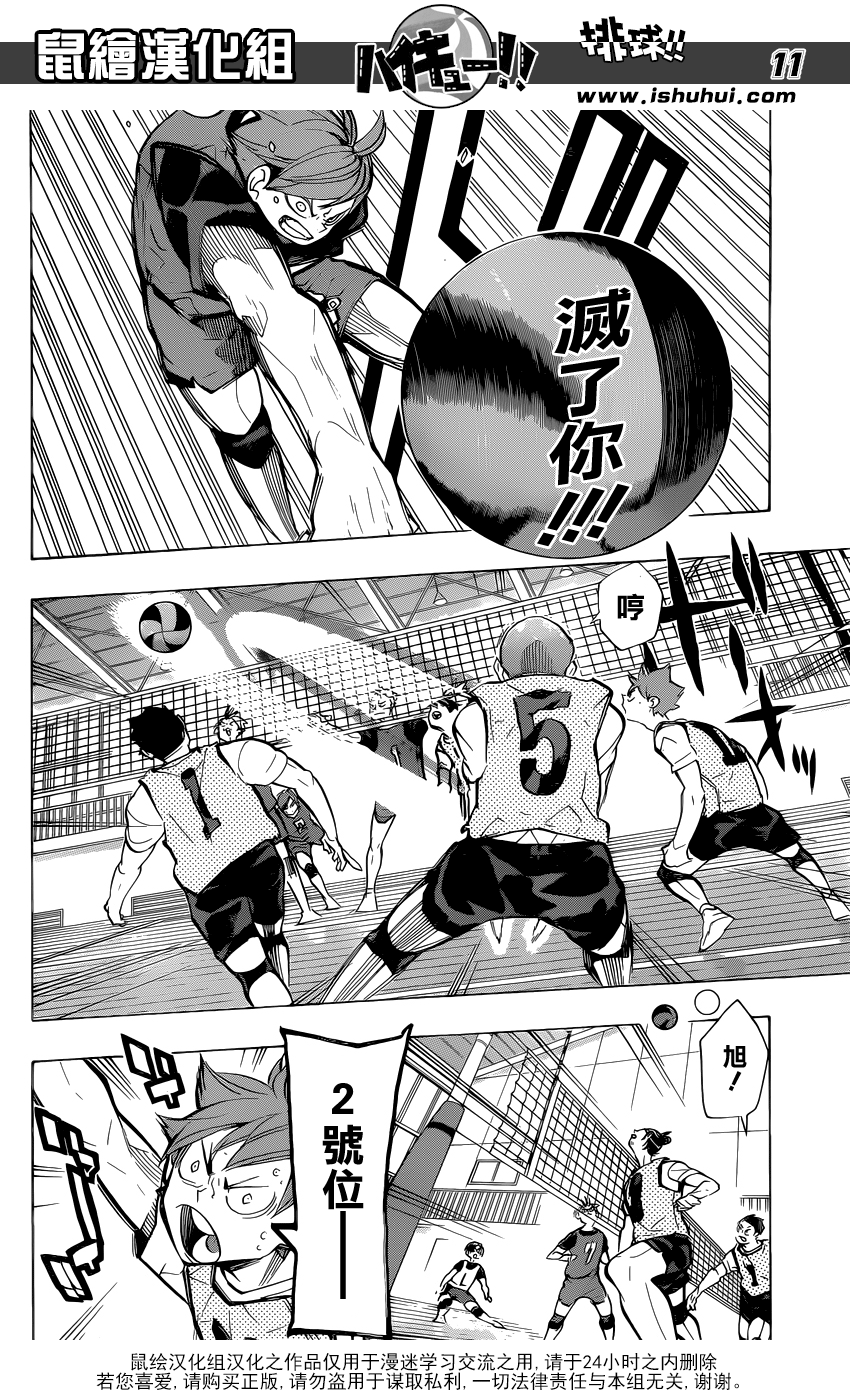 鼠繪漢化組
ハイキュー!!
排球!!
11
www.ishuhui.com
滅了你!!!
哼
1
5
旭!
2號位——
1
鼠绘汉化组汉化之作品仅用于漫迷学习交流之用,请于24小时之内删除
若您喜爱,请购买正版,请勿盗用于谋取私利,一切法律责任与本组无关,谢谢。